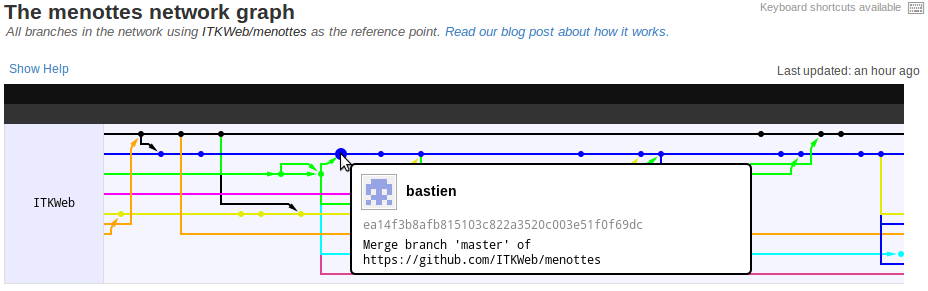 The menottes network graph
Keyboard shortcuts available
All branches in the network using ITKWeb/menottes as the reference point. Read our blog post about how it works.
Show Help
Last updated: an hour ago
ITKWeb
bastien
ea14f3b8afb815103c822a3520c003e51f0f69dc
Merge branch 'master' of
https://github.com/ITKWeb/menottes